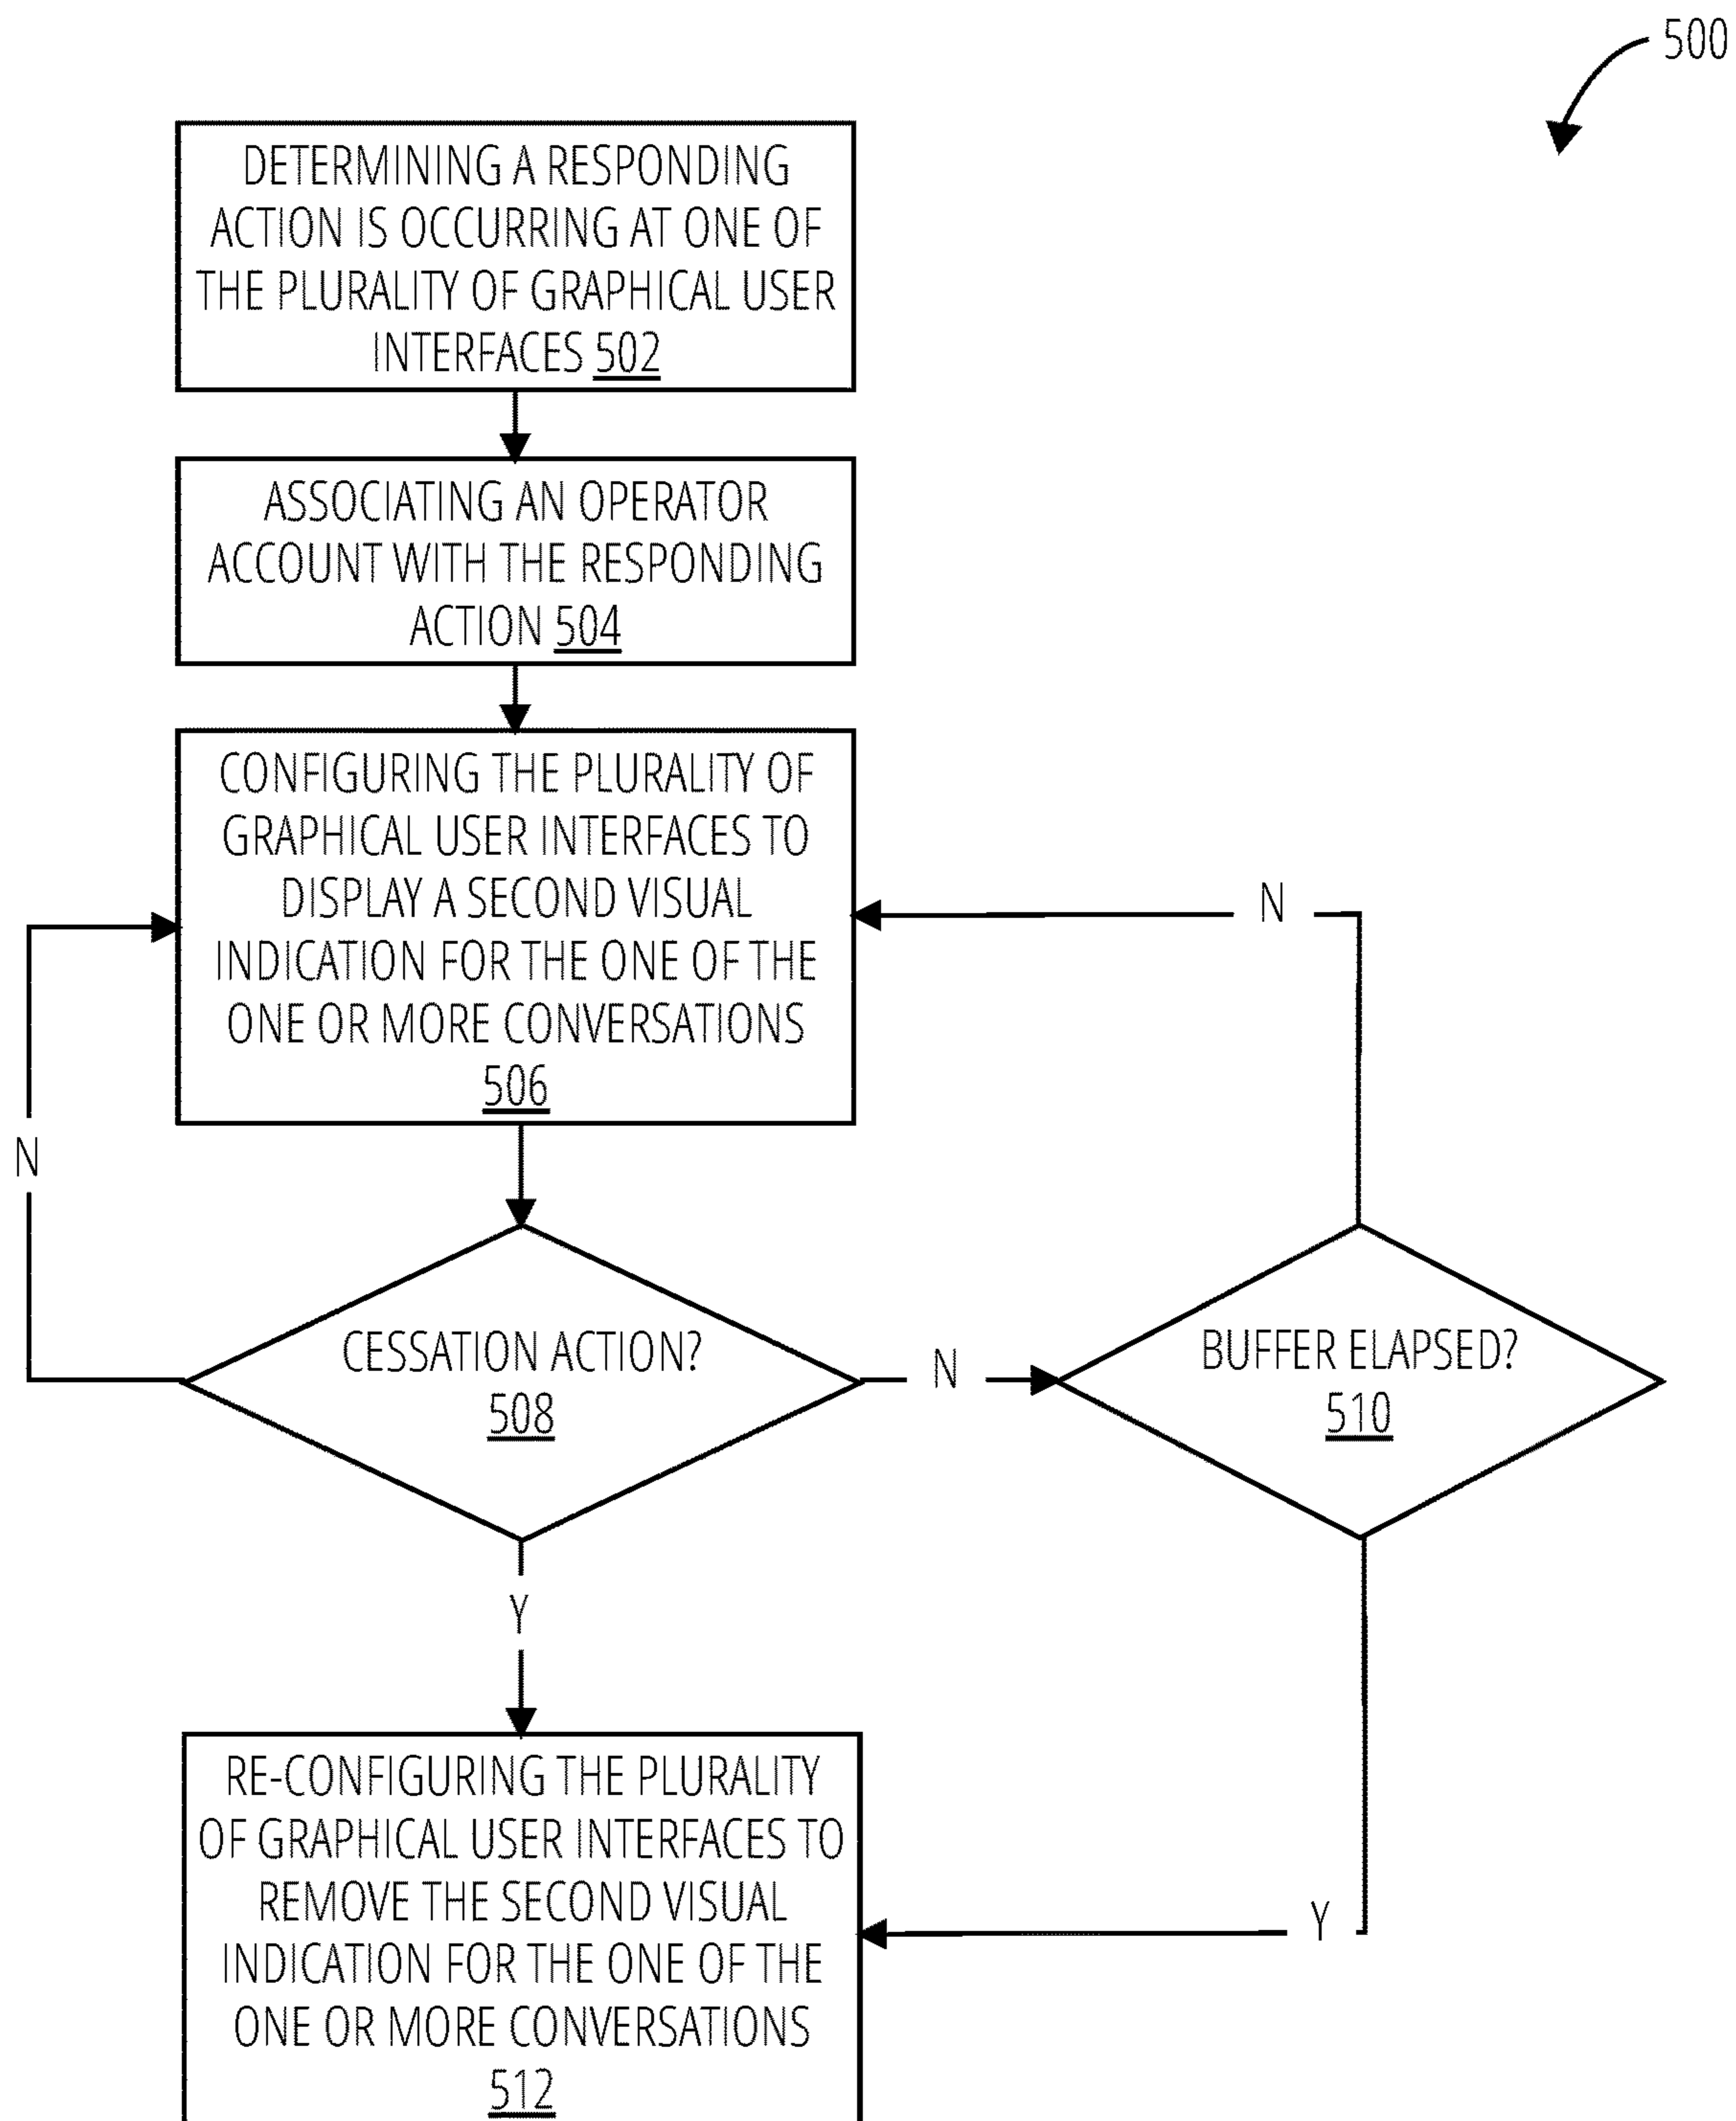 500
DETERMINING A RESPONDING
ACTION IS OCCURRING AT ONE OF
THE PLURALITY OF GRAPHICAL USER
INTERFACES 502
ASSOCIATING AN OPERATOR
ACCOUNT WITH THE RESPONDING
ACTION 504
CONFIGURING THE PLURALITY OF
GRAPHICAL USER INTERFACES TO
DISPLAY A SECOND VISUAL
INDICATION FOR THE ONE OF THE
ONE OR MORE CONVERSATIONS
506
N
N
CESSATION ACTION?
508
N
BUFFER ELAPSED?
510
Y
RE-CONFIGURING THE PLURALITY
OF GRAPHICAL USER INTERFACES TO
REMOVE THE SECOND VISUAL
INDICATION FOR THE ONE OF THE
ONE OR MORE CONVERSATIONS
512
Y